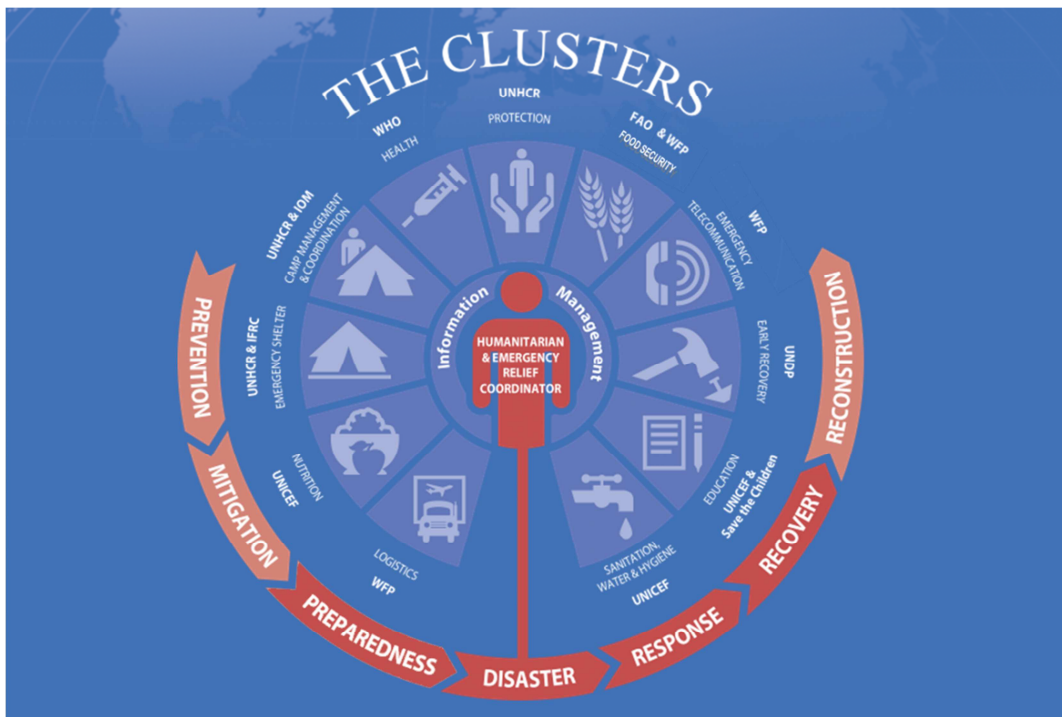 THE CLUSTERS
UNHCR
PROTECTION
FAO & WFP
FOOD SECURITY
WFP
EMERGENCY
TELECOMMUNICATION
UNDP
EARLY RECOVERY
EDUCATION
UNICEF &
Save the Children
SANITATION,
WATER & HYGIENE
UNICEF
LOGISTICS
WFP
NUTRITION
UNICEF
UNHCR & IFRC
EMERGENCY SHELTER
UNHCR & IOM
CAMP MANAGEMENT
& COORDINATION
WHO
HEALTH
Information
Management
HUMANITARIAN
& EMERGENCY
RELIEF
COORDINATOR
PREVENTION
MITIGATION
PREPAREDNESS
DISASTER
RESPONSE
RECOVERY
RECONSTRUCTION